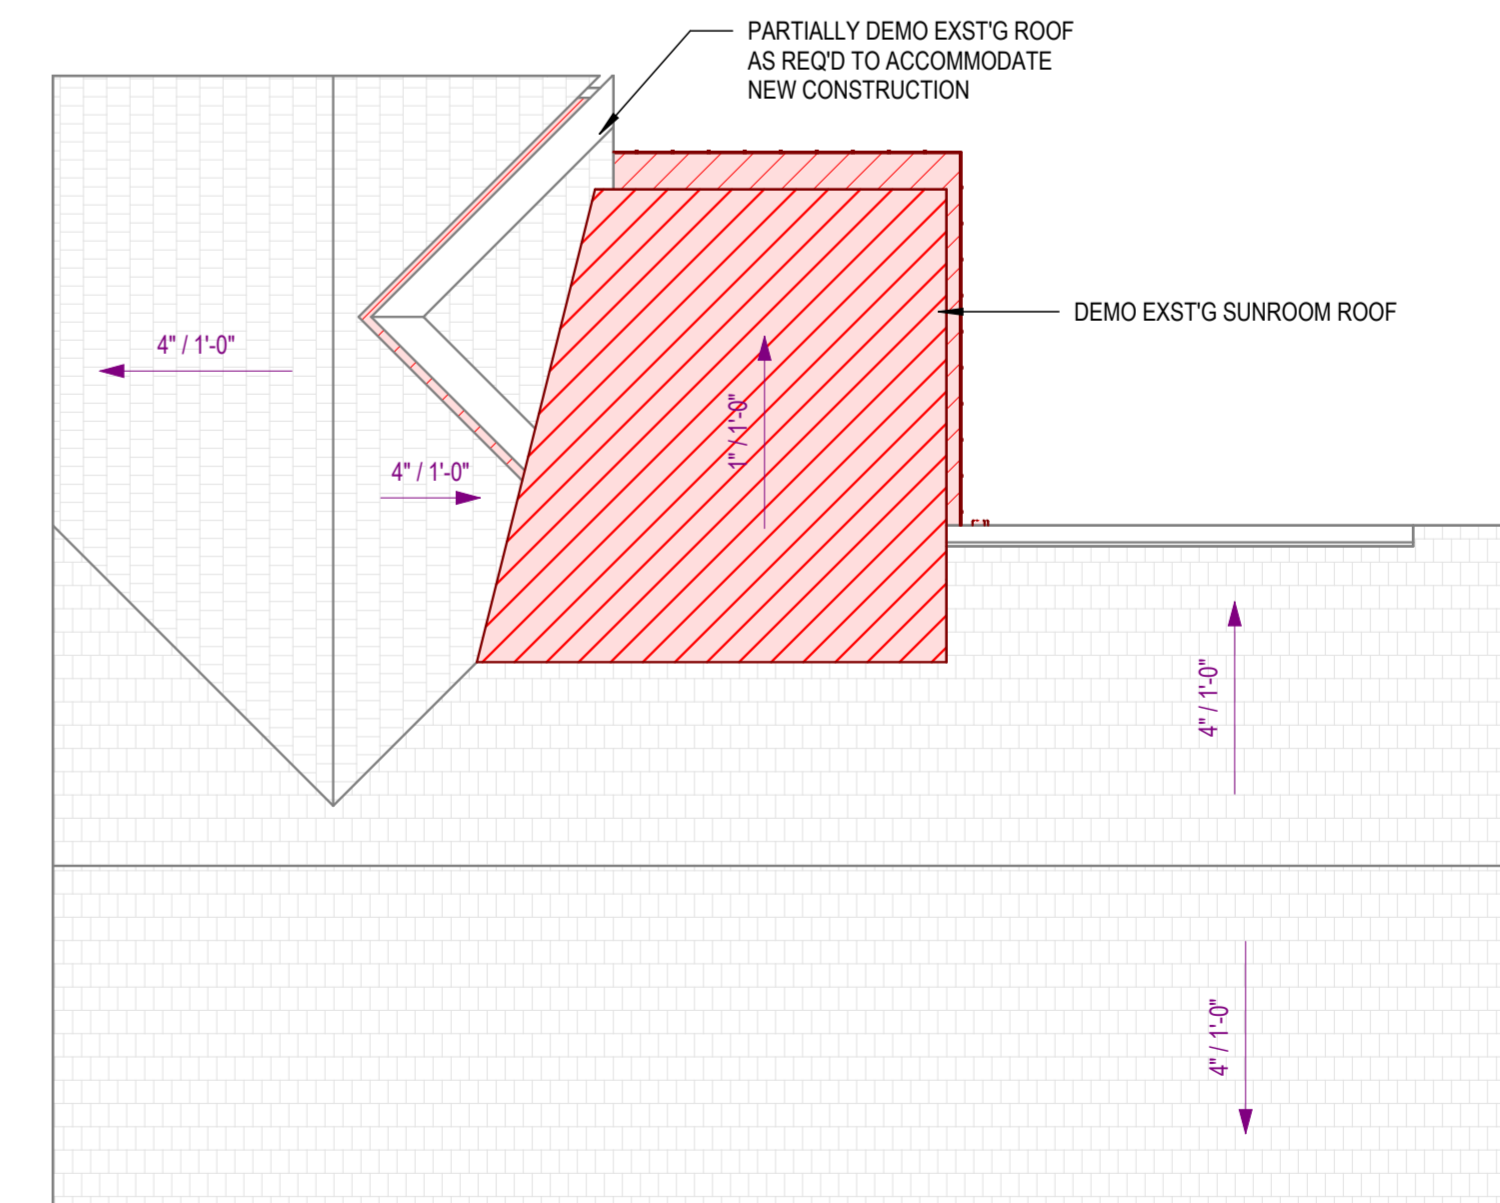 PARTIALLY DEMO EXST'G ROOF
AS REQ'D TO ACCOMMODATE
NEW CONSTRUCTION
DEMO EXST'G SUNROOM ROOF
4" / 1'-0"
1" / 1'-0"
4" / 1'-0"
4" / 1'-0"
4" / 1'-0"